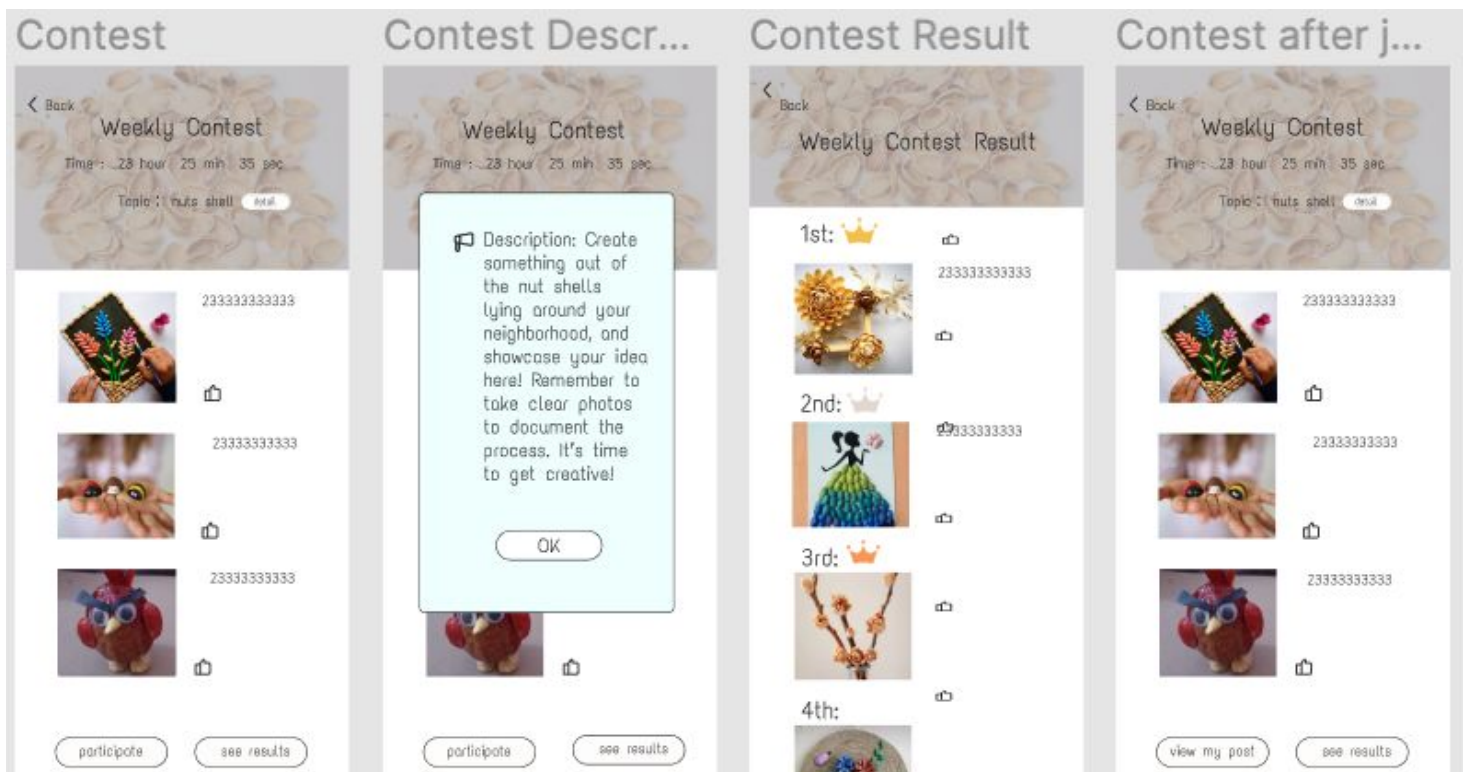 Contest
Back
Weekly Contest
Time : 23 hour 25 min 35 sec
Topic : nuts shell detail
233333333333
23333333333
23333333333
participate see results
Contest Descr...
Weekly Contest
Time : 23 hour 25 min 35 sec
Description: Create
something out of
the nut shells
lying around your
neighborhood, and
showcase your idea
here! Remember to
take clear photos
to document the
process. It's time
to get creative!
OK
participate see results
Contest Result
Back
Weekly Contest Result
1st:
233333333333
2nd:
23333333333
3rd:
4th:
Contest after j...
Back
Weekly Contest
Time : 23 hour 25 min 35 sec
Topic : nuts shell detail
233333333333
23333333333
23333333333
view my post see results